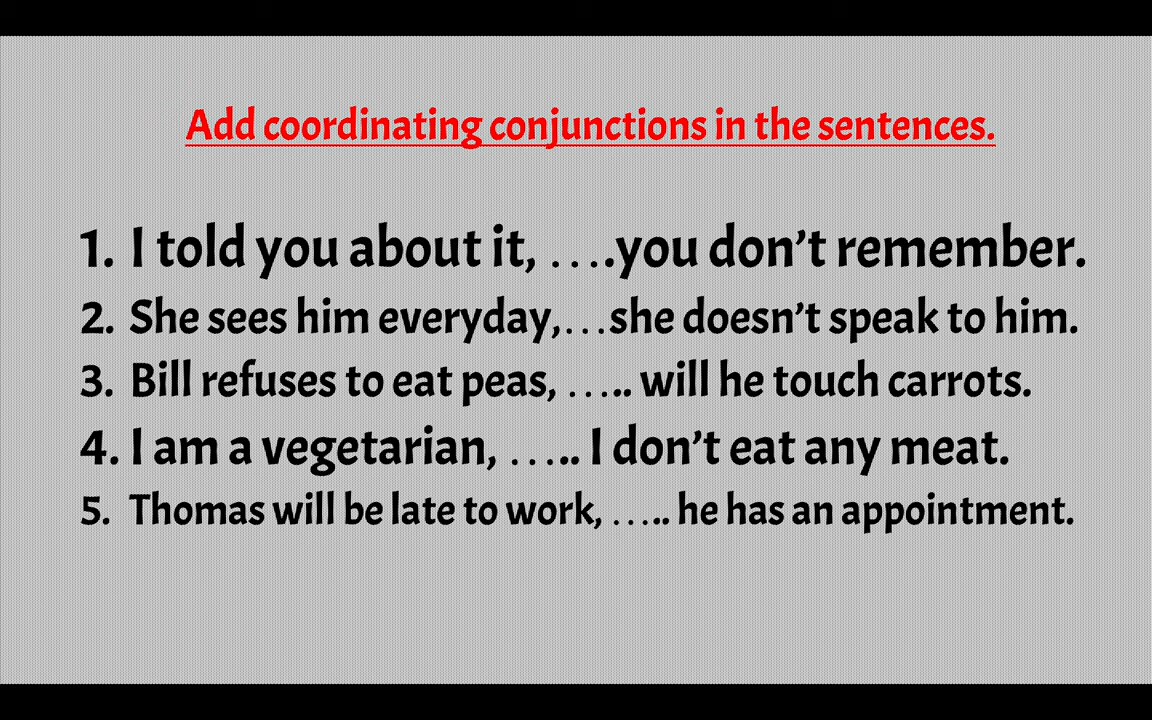 Add coordinating conjunctions in the sentences.
1. I told you about it, ….you don’t remember.
2. She sees him everyday,…she doesn’t speak to him.
3. Bill refuses to eat peas, ….. will he touch carrots.
4. I am a vegetarian, ….. I don’t eat any meat.
5. Thomas will be late to work, ….. he has an appointment.